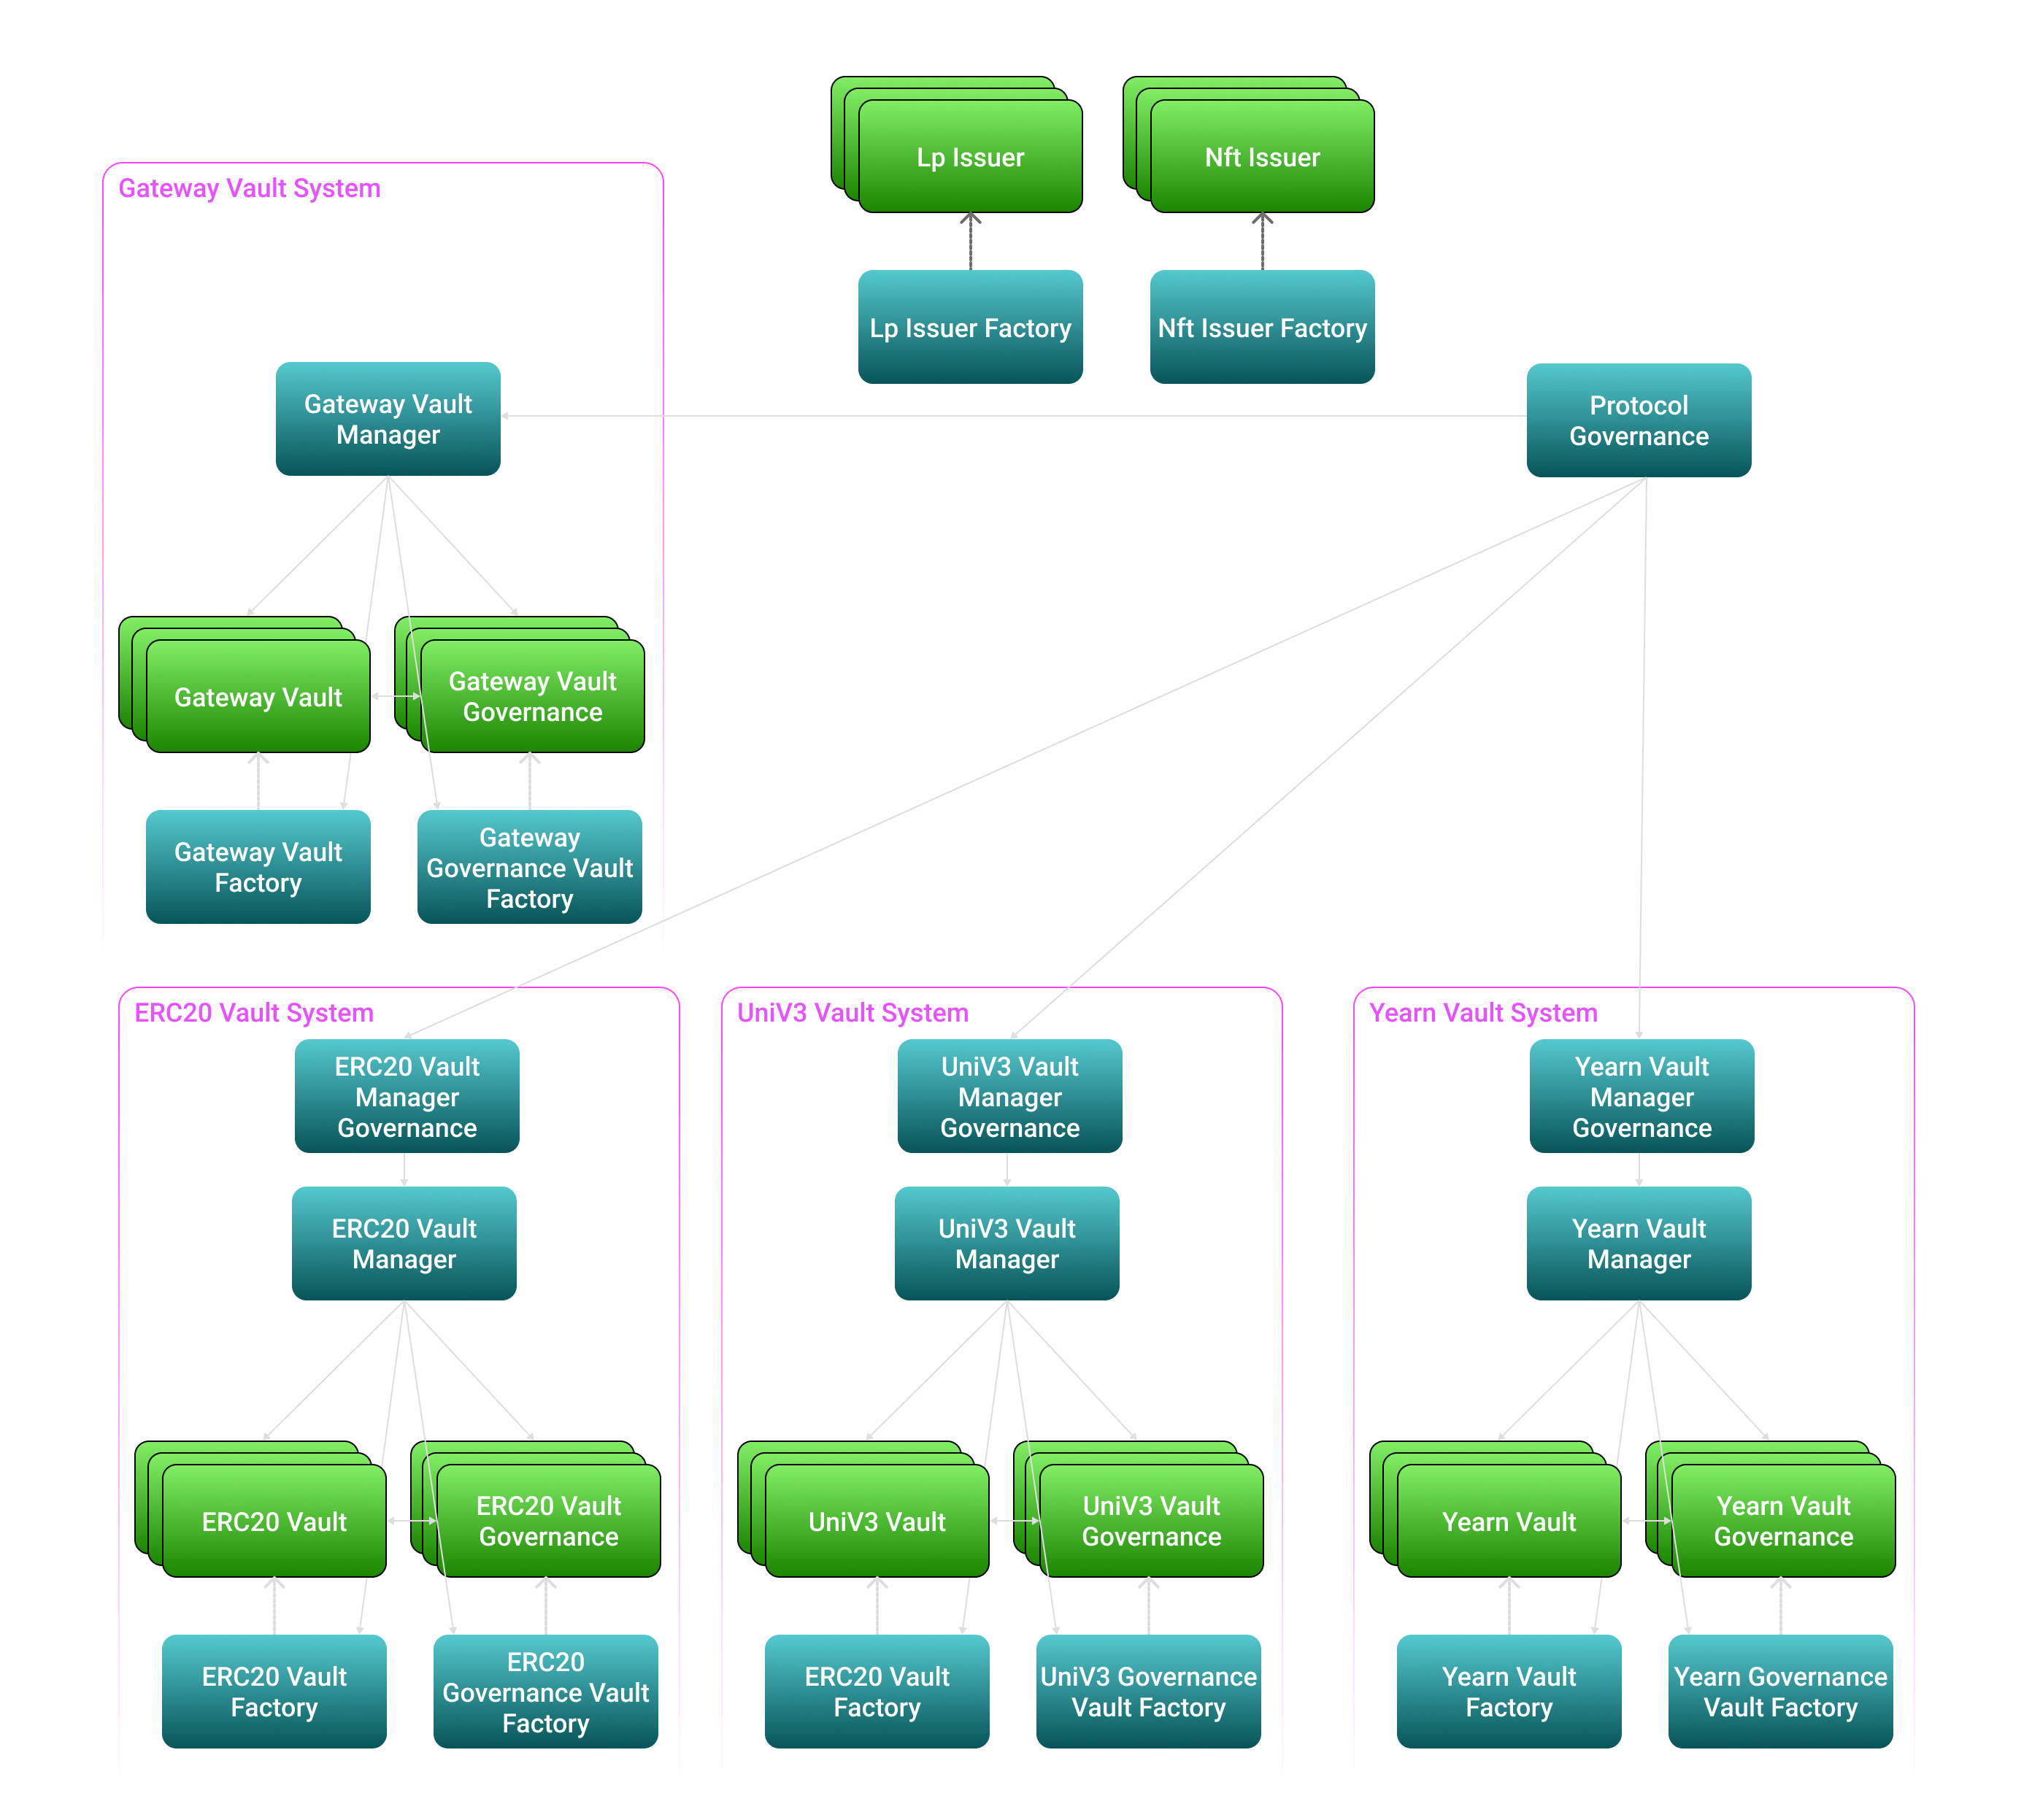 Lp Issuer
Nft Issuer
Gateway Vault System
Lp Issuer Factory
Nft Issuer Factory
Gateway Vault
Manager
Protocol
Governance
Gateway Vault
Gateway Vault
Governance
Gateway Vault
Factory
Gateway
Governance Vault
Factory
ERC20 Vault System
ERC20 Vault
Manager
Governance
ERC20 Vault
Manager
ERC20 Vault
ERC20 Vault
Governance
ERC20 Vault
Factory
ERC20
Governance Vault
Factory
UniV3 Vault System
UniV3 Vault
Manager
Governance
UniV3 Vault
Manager
UniV3 Vault
UniV3 Vault
Governance
ERC20 Vault
Factory
UniV3 Governance
Vault Factory
Yearn Vault System
Yearn Vault
Manager
Governance
Yearn Vault
Manager
Yearn Vault
Yearn Vault
Governance
Yearn Vault
Factory
Yearn Governance
Vault Factory